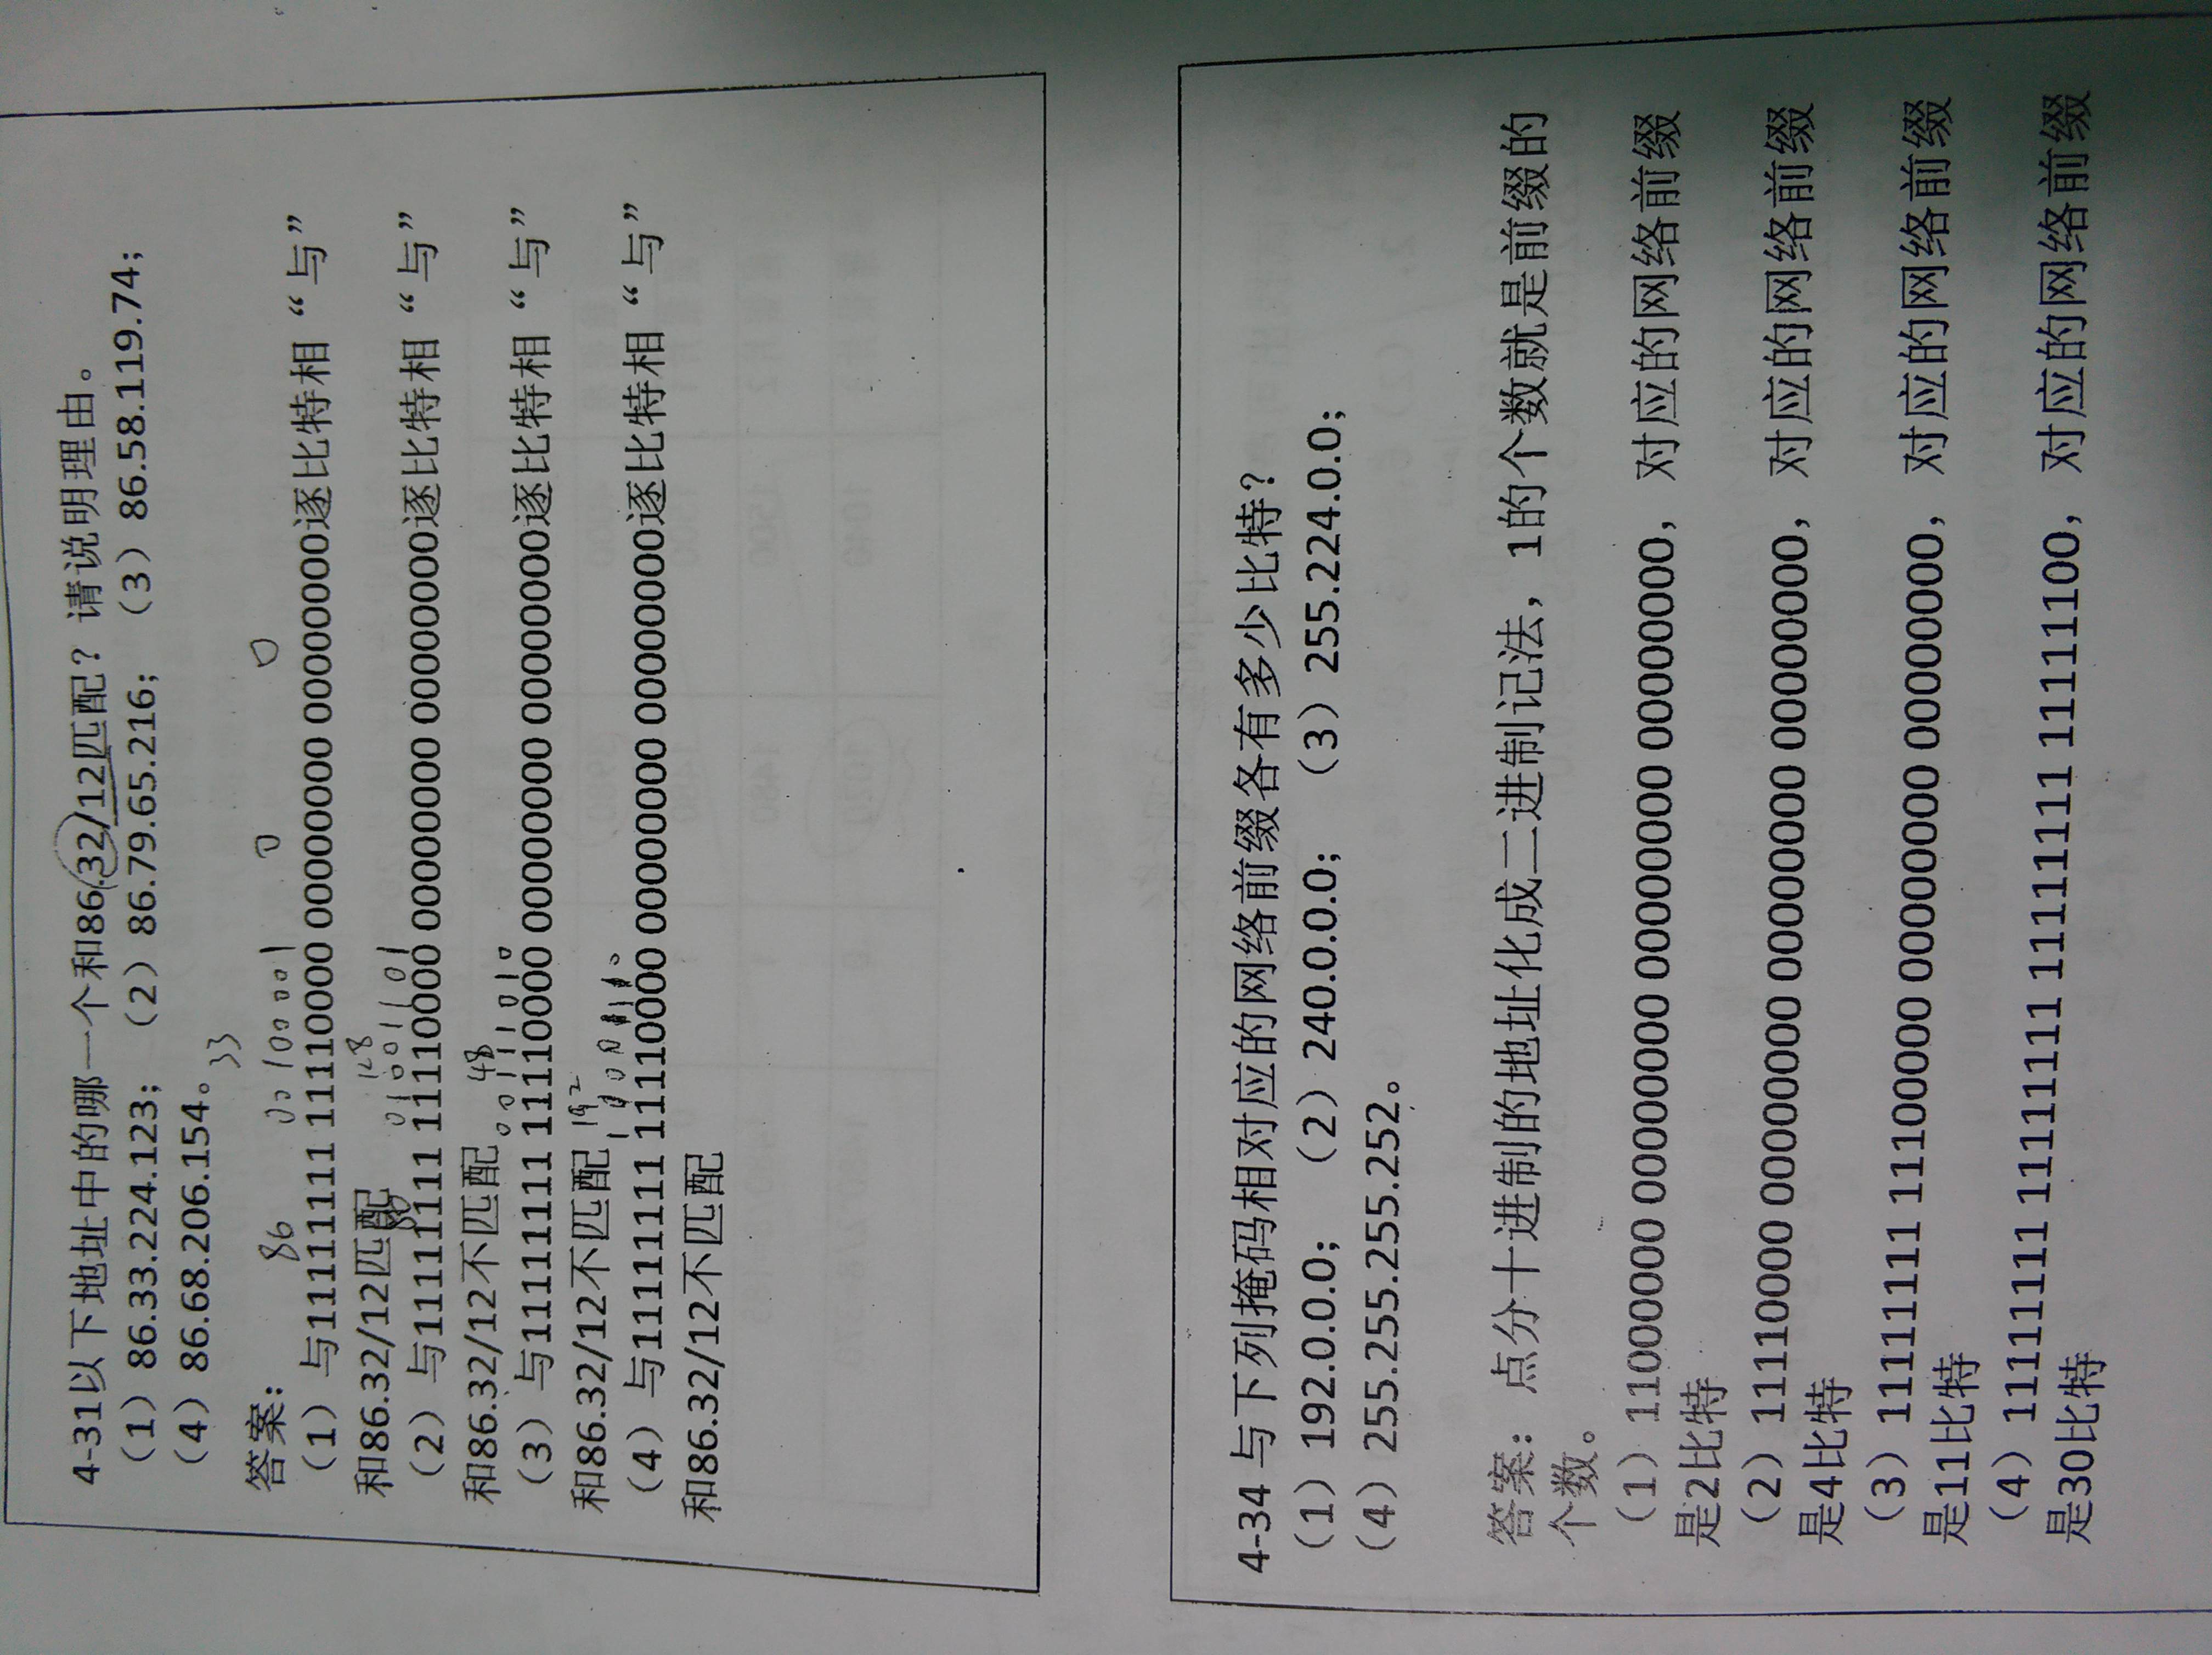 4-31以下地址中的哪一个和86.32/12匹配？请说明理由。
（1）86.33.224.123；（2）86.79.65.216；（3）86.58.119.74；
（4）86.68.206.154。
33
答案：
86 00100001 0 0
（1）与11111111 11110000 00000000 00000000逐比特相“与”
和86.32/12匹配
128
01001101
（2）与11111111 11110000 00000000 00000000逐比特相“与”
和86.32/12不匹配
48
00111010
（3）与11111111 11110000 00000000 00000000逐比特相“与”
和86.32/12不匹配
192
（4）与11111111 11110000 00000000 00000000逐比特相“与”
和86.32/12不匹配
4-34 与下列掩码相对应的网络前缀各有多少比特？
（1）192.0.0.0；（2）240.0.0.0；（3）255.224.0.0；
（4）255.255.255.252。
答案：点分十进制的地址化成二进制记法，1的个数就是前缀的
个数。
（1）11000000 00000000 00000000 00000000，对应的网络前缀
是2比特
（2）11110000 00000000 00000000 00000000，对应的网络前缀
是4比特
（3）11111111 11100000 00000000 00000000，对应的网络前缀
是11比特
（4）11111111 11111111 11111111 11111100，对应的网络前缀
是30比特